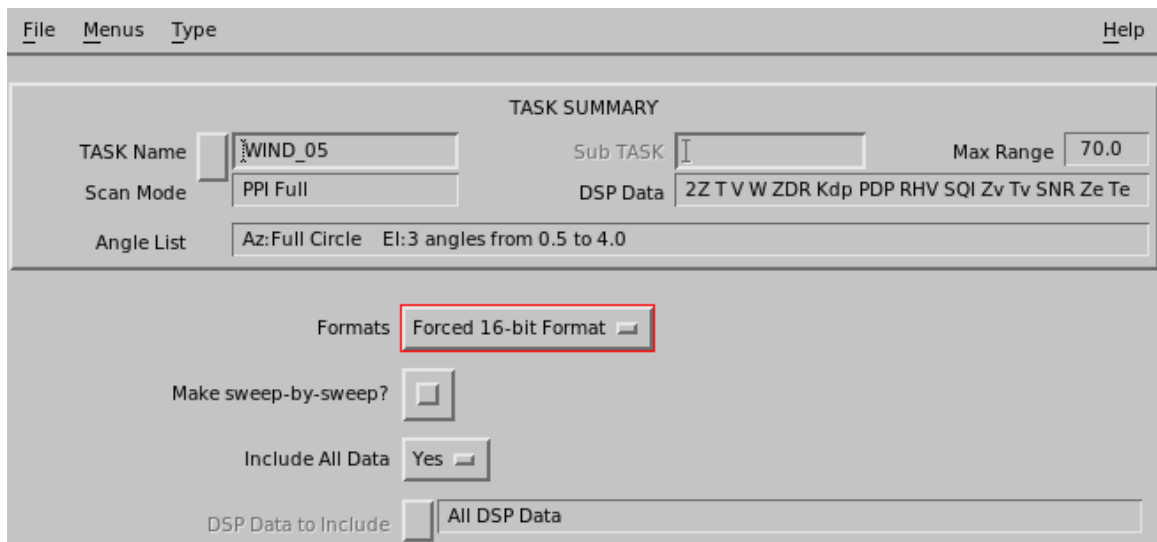 File Menus Type Help
TASK SUMMARY
TASK Name WIND_05 Sub TASK Max Range 70.0
Scan Mode PPI Full DSP Data 2Z T V W ZDR Kdp PDP RHV SQI Zv Tv SNR Ze Te
Angle List Az:Full Circle El:3 angles from 0.5 to 4.0
Formats Forced 16-bit Format
Make sweep-by-sweep?
Include All Data Yes
DSP Data to Include All DSP Data